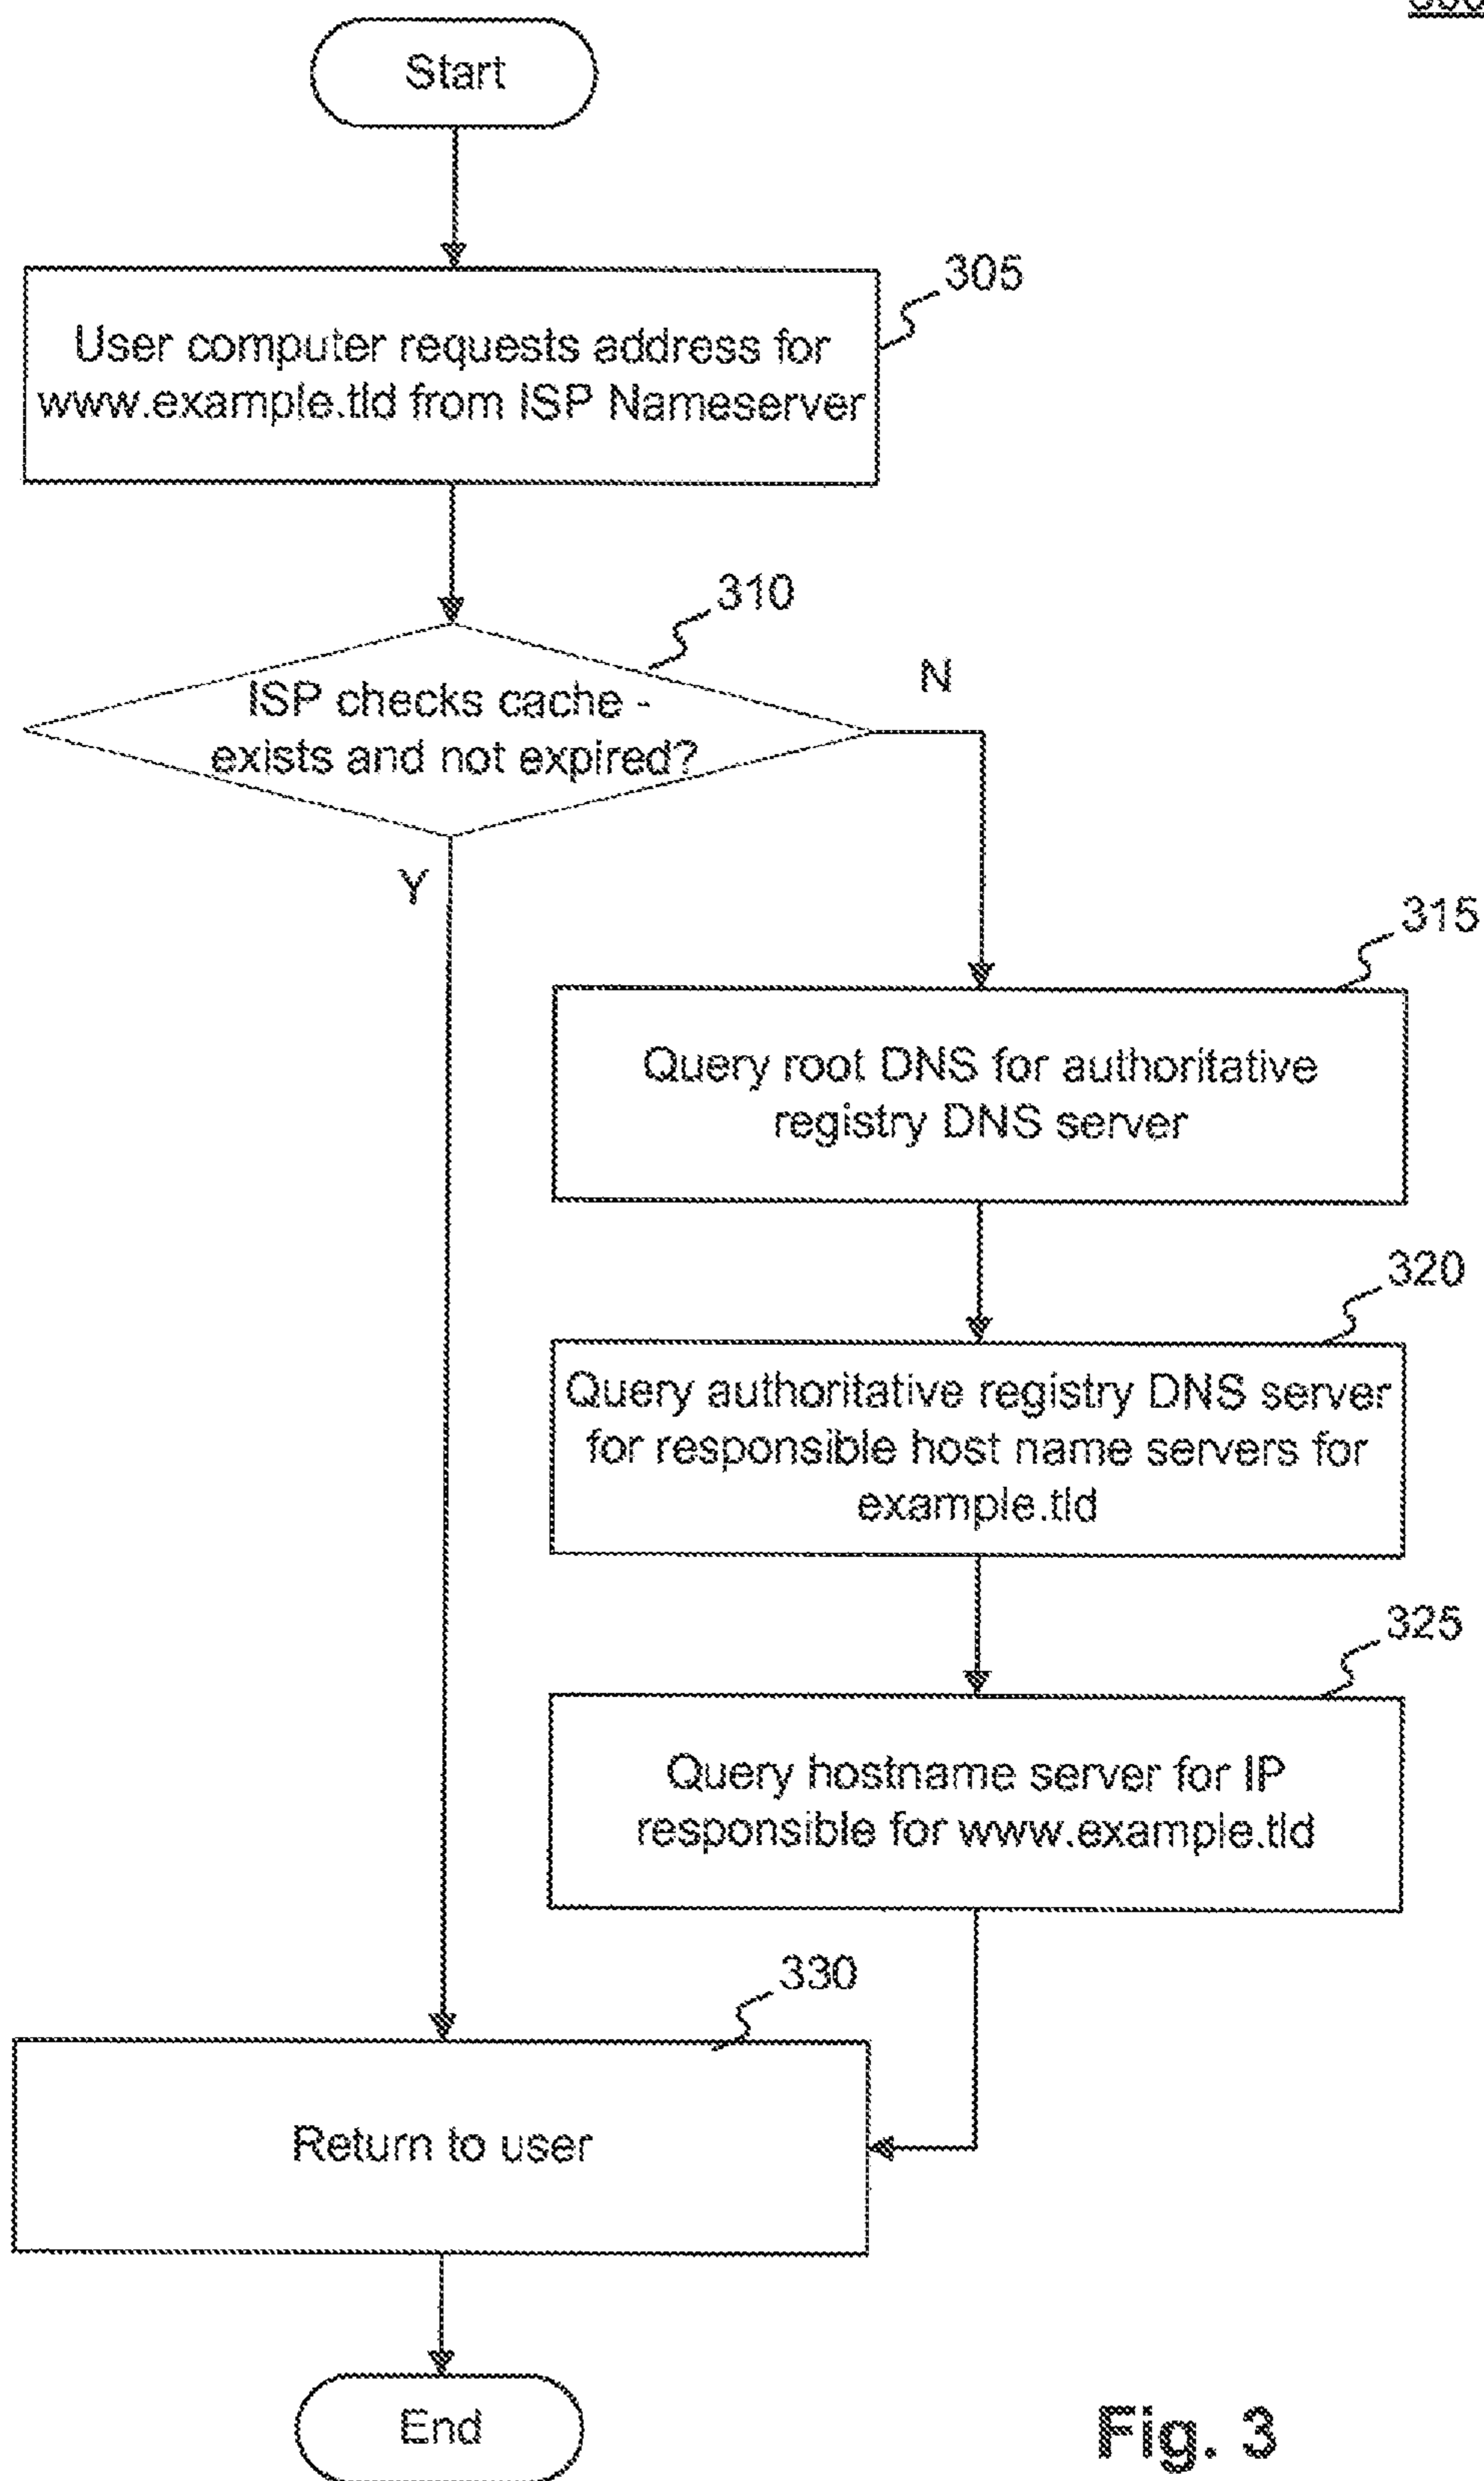 Start
305
User computer requests address for
www.example.tld from ISP Nameserver
310
ISP checks cache -
exists and not expired?
N
Y
315
Query root DNS for authoritative
registry DNS server
320
Query authoritative registry DNS server
for responsible host name servers for
example.tld
325
Query hostname server for IP
responsible for www.example.tld
330
Return to user
End
Fig. 3